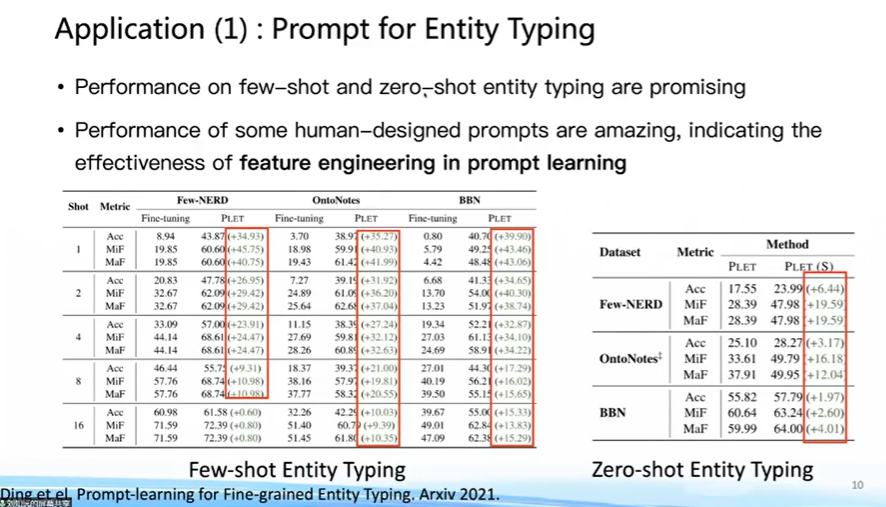 Application (1) : Prompt for Entity Typing
• Performance on few-shot and zero-shot entity typing are promising
• Performance of some human-designed prompts are amazing, indicating the
effectiveness of feature engineering in prompt learning
Shot Metric Few-NERD OntoNotes BBN
Fine-tuning PLET Fine-tuning PLET Fine-tuning PLET
Acc 8.94 43.87 (+34.93) 3.70 38.97 (+35.27) 0.80 40.70 (+39.90)
1 MiF 19.85 60.60 (+45.75) 18.98 59.91 (+40.93) 5.79 49.25 (+43.46)
MaF 19.85 60.60 (+40.75) 19.43 61.42 (+41.99) 4.42 48.48 (+43.06)
Acc 20.83 47.78 (+26.95) 7.27 39.19 (+31.92) 6.68 41.33 (+34.65)
2 MiF 32.67 62.09 (+29.42) 24.89 61.09 (+36.20) 13.70 54.00 (+40.30)
MaF 32.67 62.09 (+29.42) 25.64 62.68 (+37.04) 13.23 51.97 (+38.74)
Acc 33.09 57.00 (+23.91) 11.15 38.39 (+27.24) 19.34 52.21 (+32.87)
4 MiF 44.14 68.61 (+24.47) 27.69 59.81 (+32.12) 27.03 61.13 (+34.10)
MaF 44.14 68.61 (+24.47) 28.26 60.89 (+32.63) 24.69 58.91 (+34.22)
Acc 46.44 55.75 (+9.31) 18.37 39.37 (+21.00) 27.01 44.30 (+17.29)
8 MiF 57.76 68.74 (+10.98) 38.16 57.97 (+19.81) 40.19 56.21 (+16.02)
MaF 57.76 68.74 (+10.98) 37.77 58.32 (+20.55) 39.50 55.15 (+15.65)
Acc 60.98 61.58 (+0.60) 32.26 42.29 (+10.03) 39.67 55.00 (+15.33)
16 MiF 71.59 72.39 (+0.80) 51.40 60.79 (+9.39) 49.01 62.84 (+13.83)
MaF 71.59 72.39 (+0.80) 51.45 61.80 (+10.35) 47.09 62.38 (+15.29)
Few-shot Entity Typing
Dataset Metric Method
PLET PLET (S)
Acc 17.55 23.99 (+6.44)
Few-NERD MiF 28.39 47.98 (+19.59)
MaF 28.39 47.98 (+19.59)
Acc 25.10 28.27 (+3.17)
OntoNotes‡ MiF 33.61 49.79 (+16.18)
MaF 37.91 49.95 (+12.04)
Acc 55.82 57.79 (+1.97)
BBN MiF 60.64 63.24 (+2.60)
MaF 59.99 64.00 (+4.01)
Zero-shot Entity Typing
Ding et el. Prompt-learning for Fine-grained Entity Typing. Arxiv 2021.
10